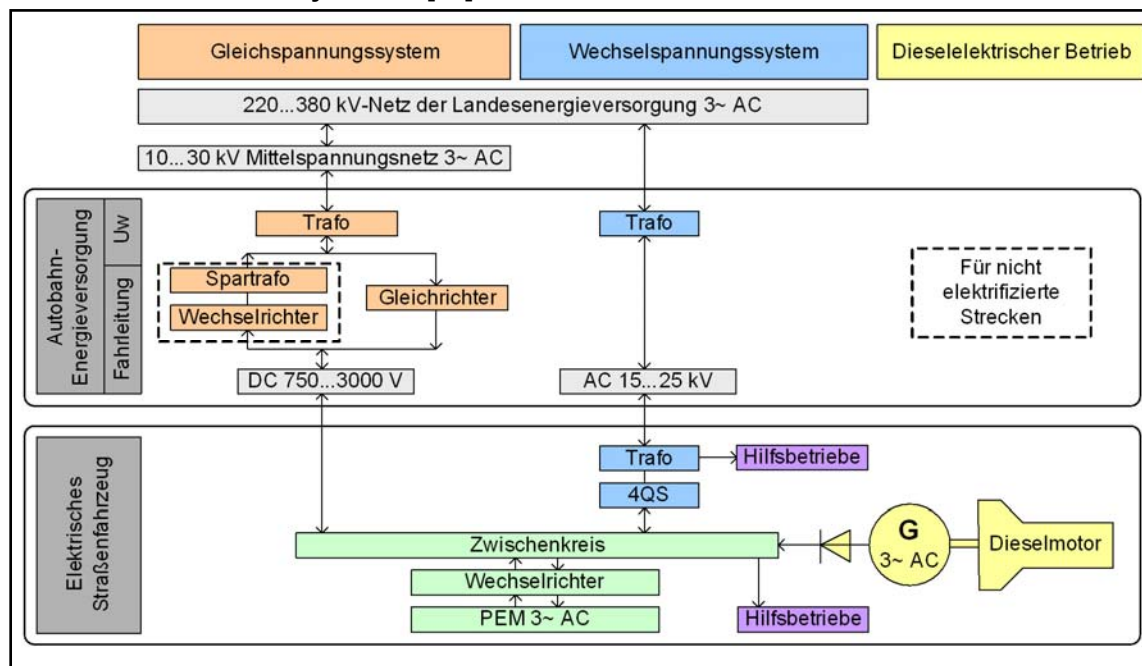 Gleichspannungssystem
Wechselspannungssystem
Dieselelektrischer Betrieb
220...380 kV-Netz der Landesenergieversorgung 3~ AC
10...30 kV Mittelspannungsnetz 3~ AC
Autobahn-
Energieversorgung
Uw
Fahrleitung
Trafo
Trafo
Spartrafo
Wechselrichter
Gleichrichter
Für nicht
elektrifizierte
Strecken
DC 750...3000 V
AC 15...25 kV
Elektrisches
Straßenfahrzeug
Trafo
Hilfsbetriebe
4QS
Zwischenkreis
G
3~ AC
Dieselmotor
Wechselrichter
PEM 3~ AC
Hilfsbetriebe